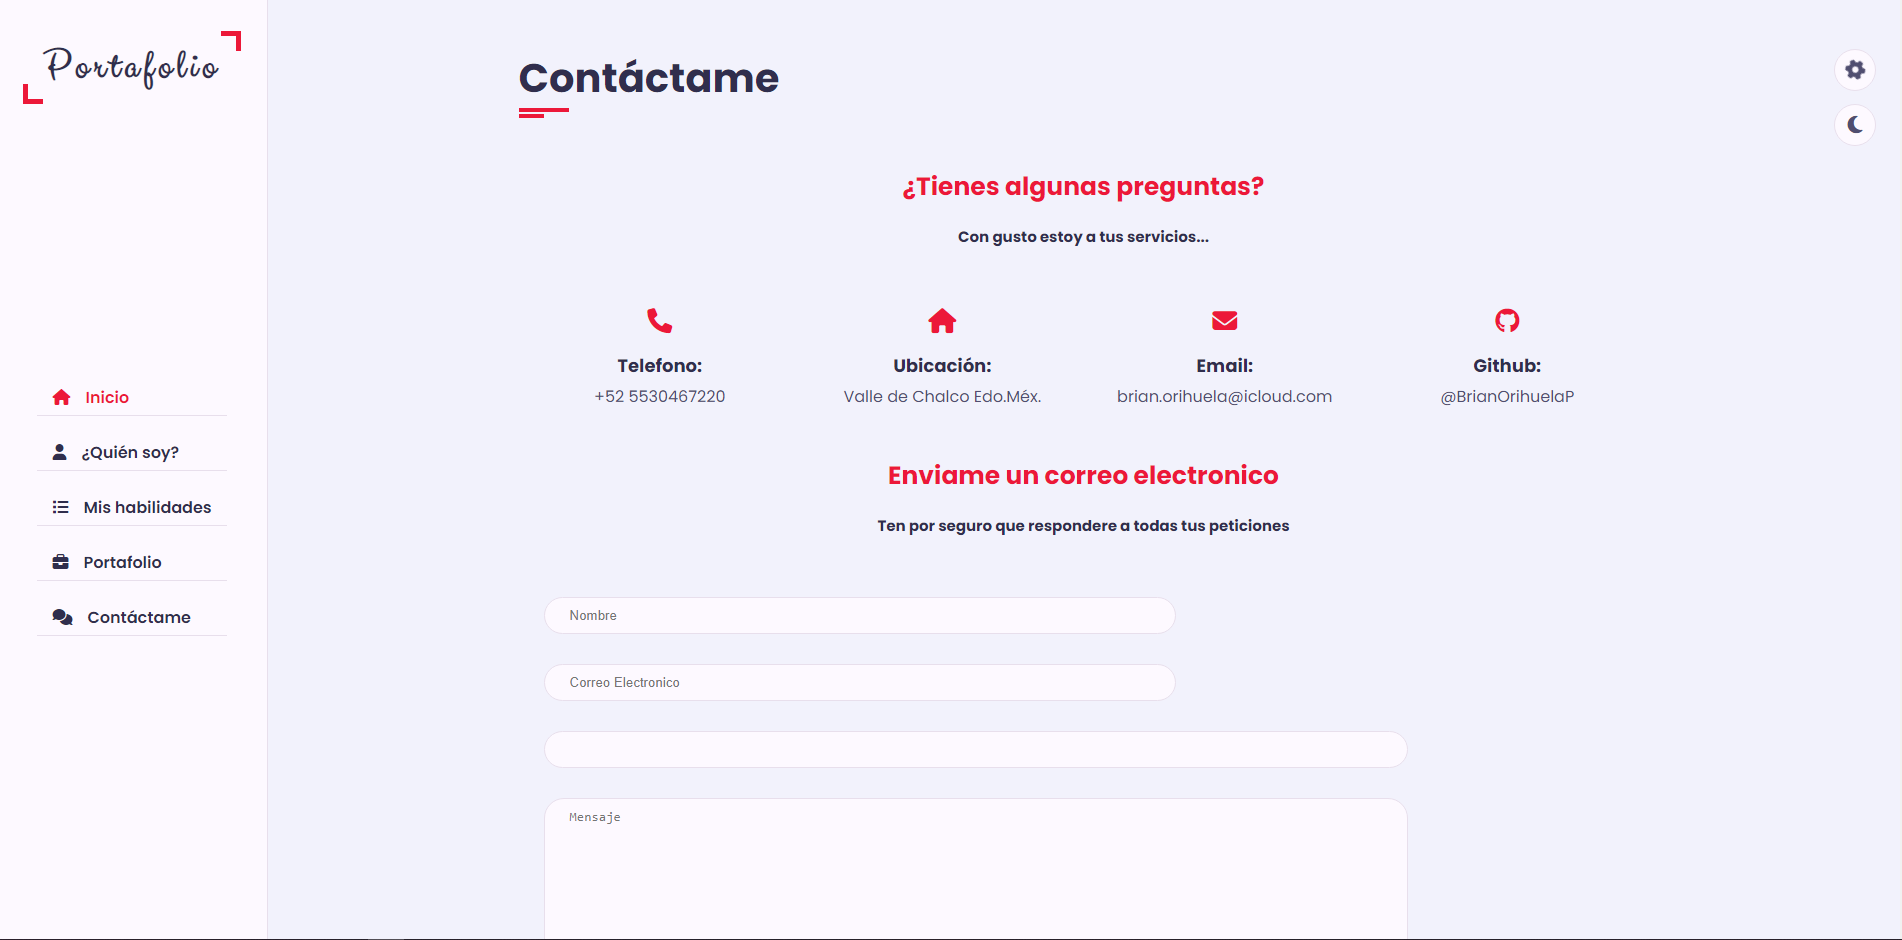 Portafolio
Inicio
¿Quién soy?
Mis habilidades
Portafolio
Contáctame
Contáctame
¿Tienes algunas preguntas?
Con gusto estoy a tus servicios...
Telefono:
+52 5530467220
Ubicación:
Valle de Chalco Edo.Méx.
Email:
brian.orihuela@icloud.com
Github:
@BrianOrihuelaP
Enviame un correo electronico
Ten por seguro que respondere a todas tus peticiones
Nombre
Correo Electronico
Mensaje